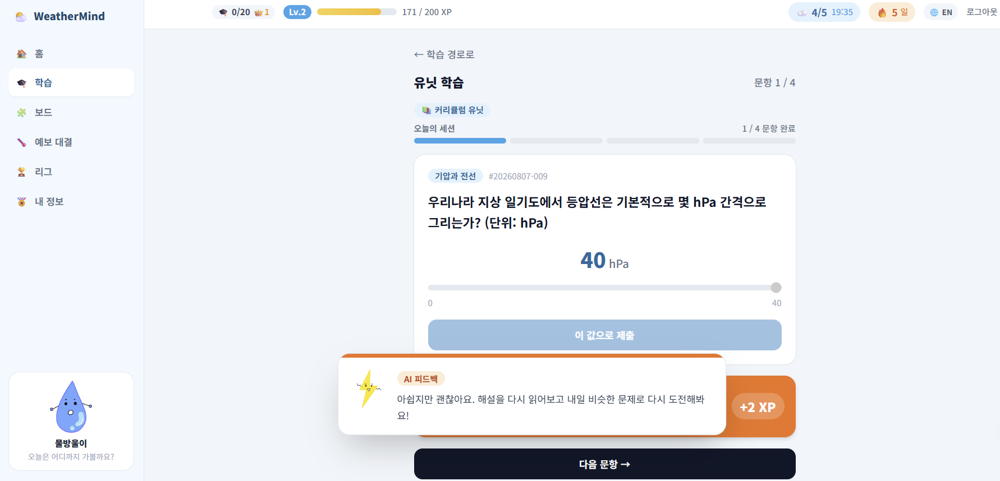 WeatherMind
0/20 1 Lv.2 171 / 200 XP
4/5 19:35 5 일 EN 로그아웃
홈
학습
보드
예보 대결
리그
내 정보
물방울이
오늘은 어디까지 가볼까요?
← 학습 경로로
유닛 학습 문항 1 / 4
커리큘럼 유닛
오늘의 세션 1 / 4 문항 완료
기압과 전선 #20260807-009
우리나라 지상 일기도에서 등압선은 기본적으로 몇 hPa 간격으로
그리는가? (단위: hPa)
40 hPa
0 40
이 값으로 제출
AI 피드백
아쉽지만 괜찮아요. 해설을 다시 읽어보고 내일 비슷한 문제로 다시 도전해봐
요!
+2 XP
다음 문항 →